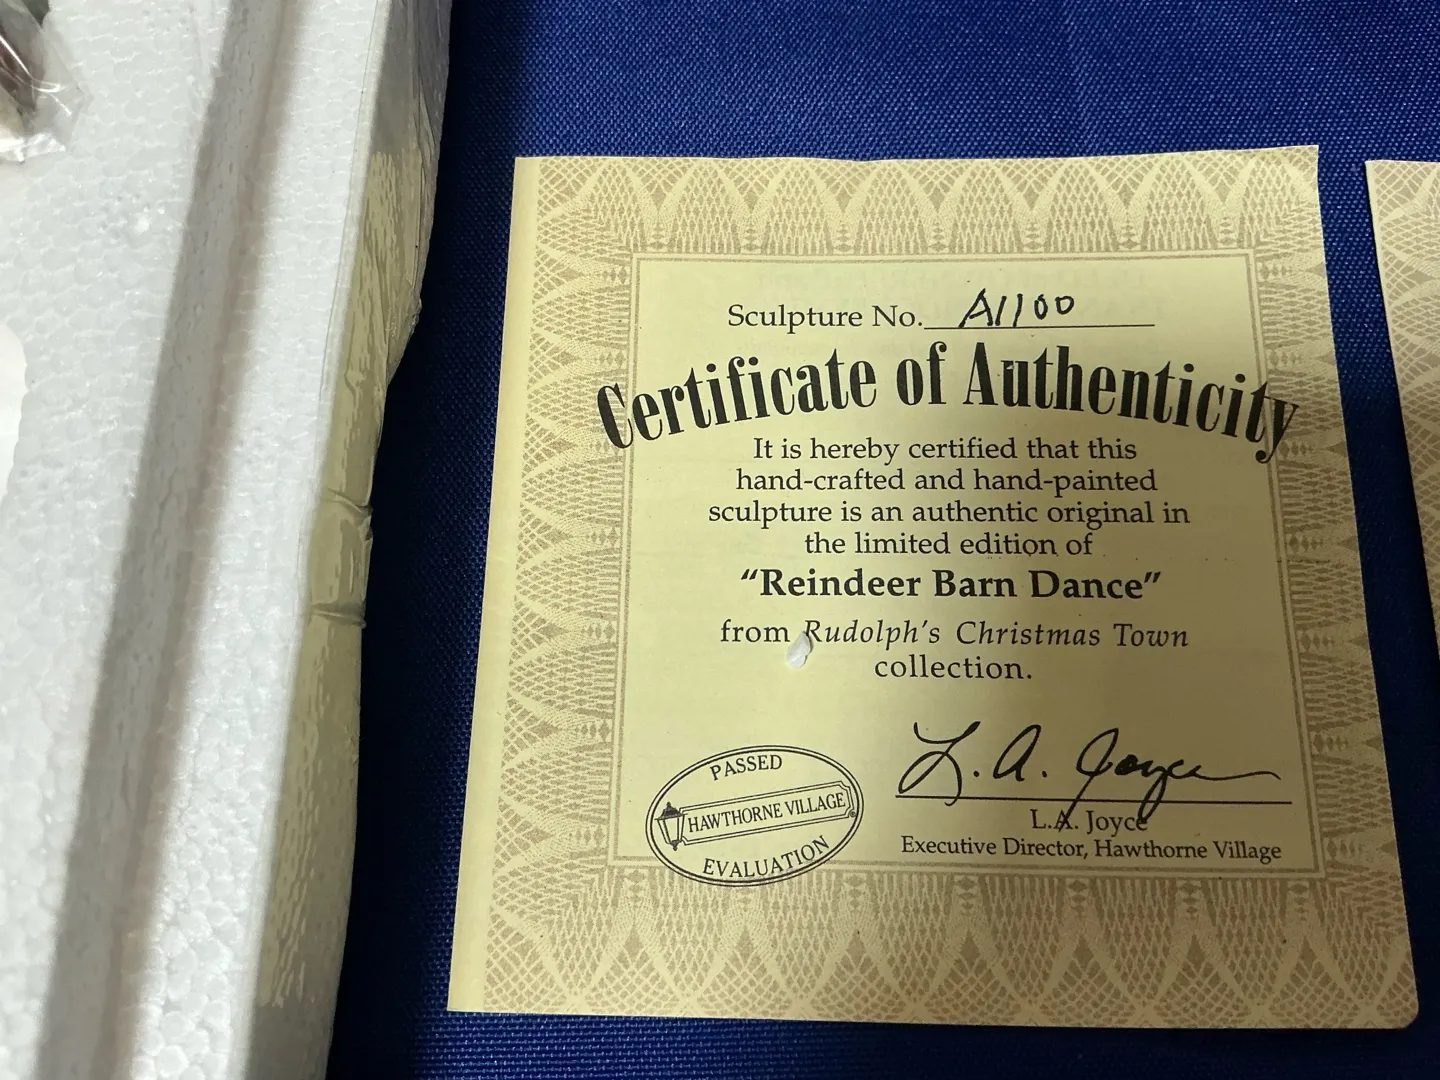 Sculpture No. A1100
Certificate of Authenticity
It is hereby certified that this
hand-crafted and hand-painted
sculpture is an authentic original in
the limited edition of
“Reindeer Barn Dance”
from Rudolph's Christmas Town
collection.
L. A. Joyce
L.A. Joyce
Executive Director, Hawthorne Village
PASSED
HAWTHORNE VILLAGE
EVALUATION